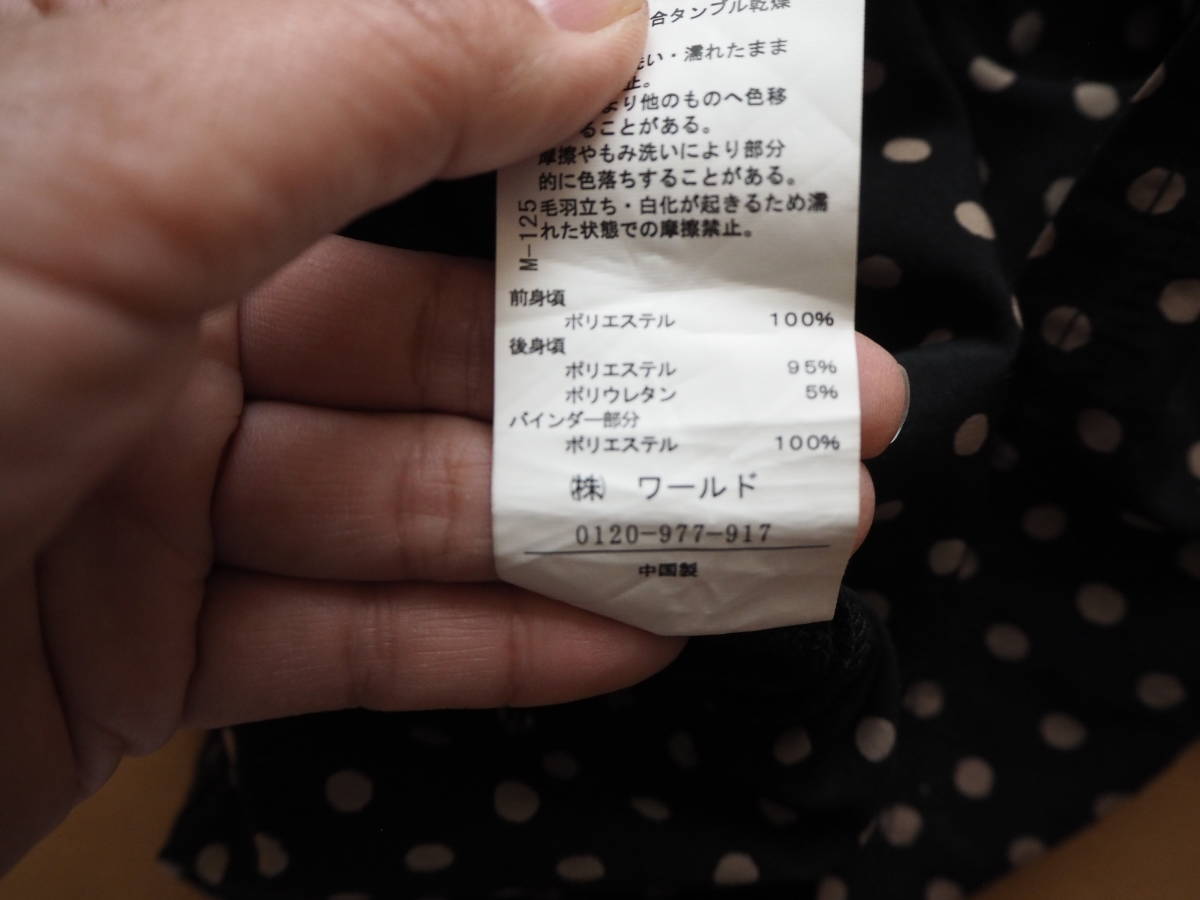 合タンブル乾燥
い・濡れたまま
止。
より他のものへ色移
ることがある。
摩擦やもみ洗いにより部分
的に色落ちすることがある。
毛羽立ち・白化が起きるため濡
れた状態での摩擦禁止。
M-125
前身頃
ポリエステル 100%
後身頃
ポリエステル 95%
ポリウレタン 5%
バインダー部分
ポリエステル 100%
㈱ ワールド
0120-977-917
中国製